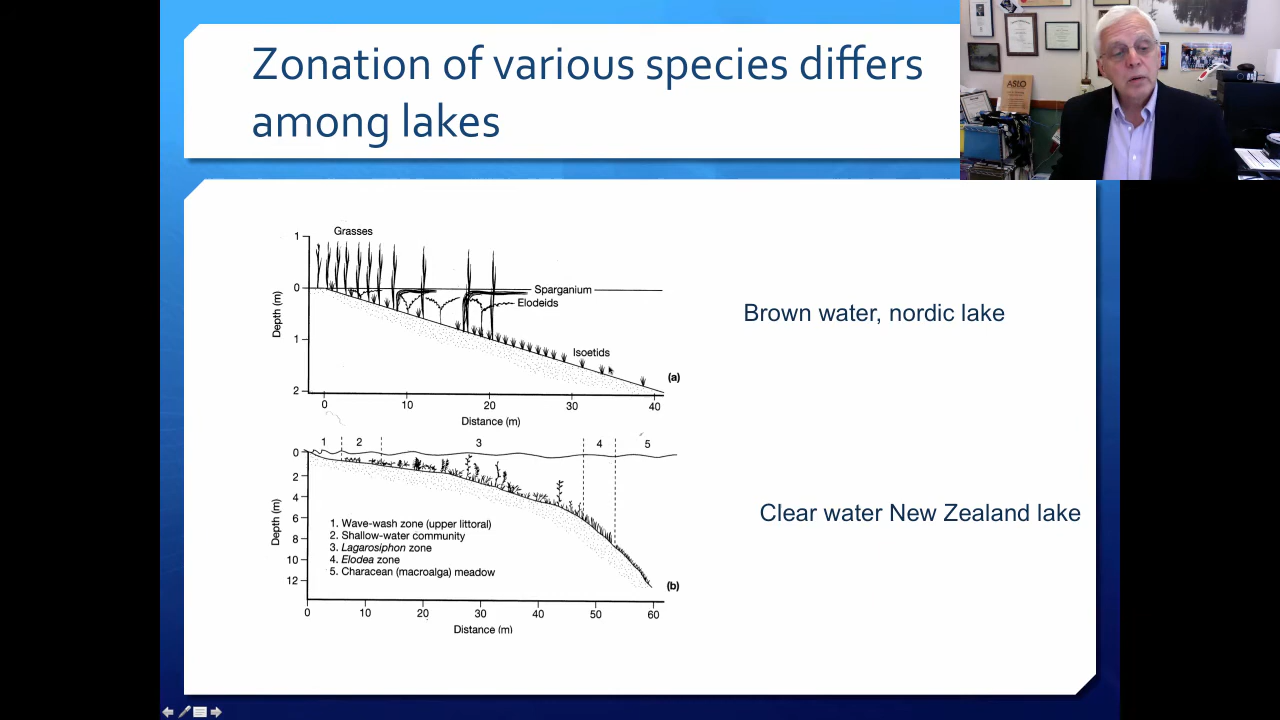 Zonation of various species differs
among lakes
ASLO
Grasses
1
0
Sparganium
Elodeids
Depth (m)
1
Isoetids
2
(a)
0 10 20 30 40
Distance (m)
Brown water, nordic lake
1 2 3 4 5
0
2
4
6
8
10
12
Depth (m)
1. Wave-wash zone (upper littoral)
2. Shallow-water community
3. Lagarosiphon zone
4. Elodea zone
5. Characean (macroalga) meadow
(b)
0 10 20 30 40 50 60
Distance (m)
Clear water New Zealand lake